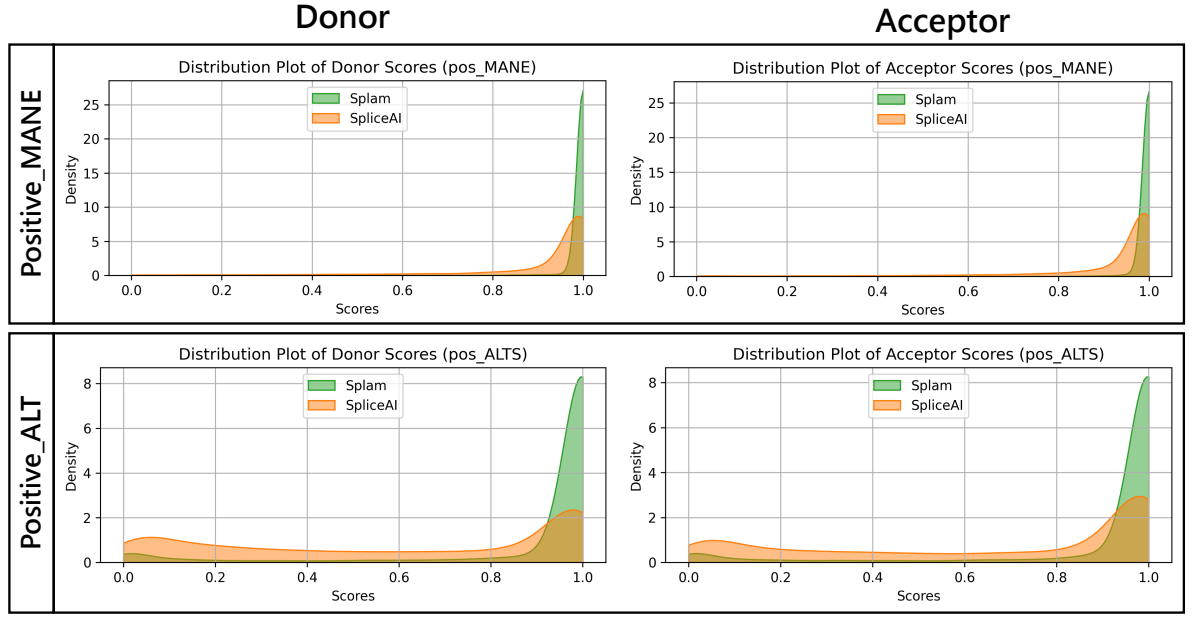 Donor
Acceptor
Positive_MANE
Distribution Plot of Donor Scores (pos_MANE)
Splam
SpliceAI
Density
25
20
15
10
5
0
0.0 0.2 0.4 0.6 0.8 1.0
Scores
Distribution Plot of Acceptor Scores (pos_MANE)
Splam
SpliceAI
Density
25
20
15
10
5
0
0.0 0.2 0.4 0.6 0.8 1.0
Scores
Positive_ALT
Distribution Plot of Donor Scores (pos_ALTS)
Splam
SpliceAI
Density
8
6
4
2
0
0.0 0.2 0.4 0.6 0.8 1.0
Scores
Distribution Plot of Acceptor Scores (pos_ALTS)
Splam
SpliceAI
Density
8
6
4
2
0
0.0 0.2 0.4 0.6 0.8 1.0
Scores